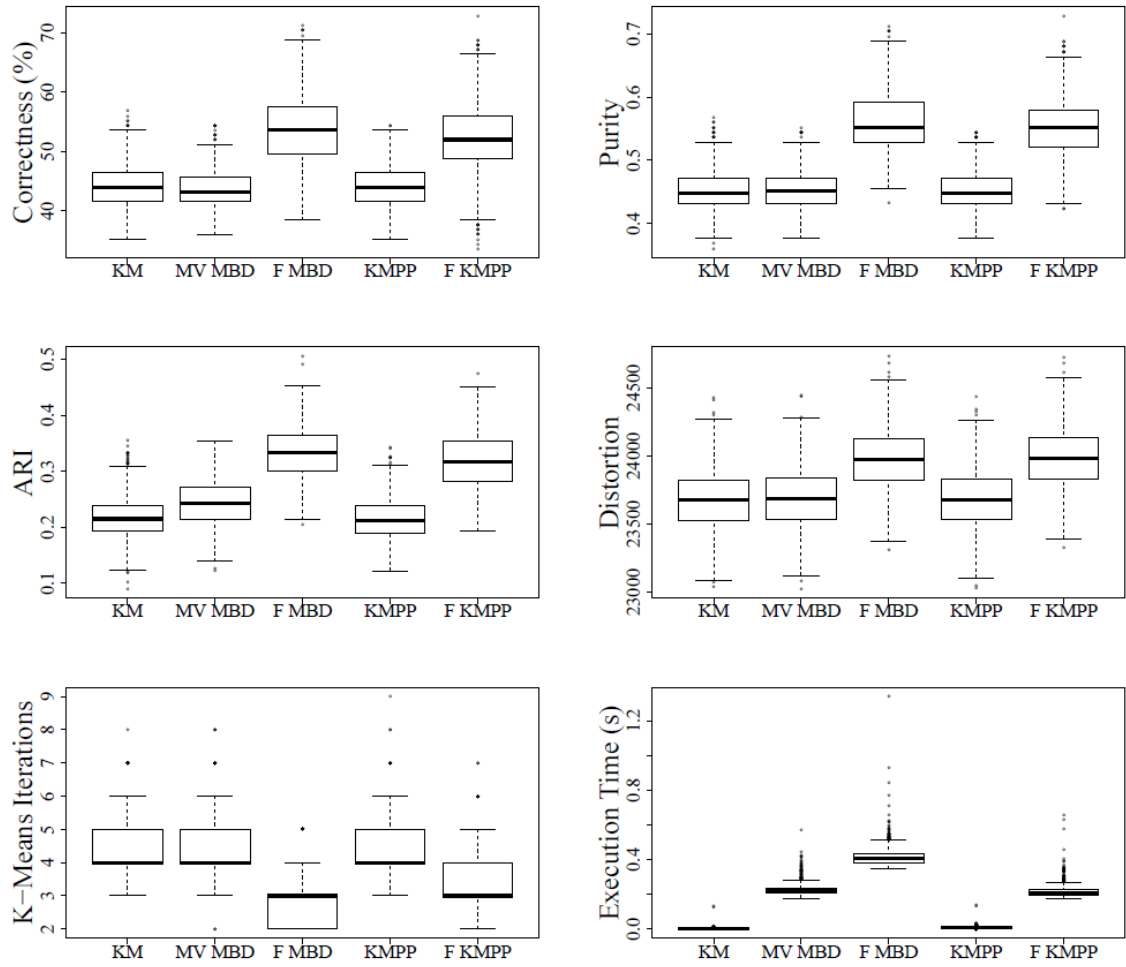 Correctness (%)
70
60
50
40
KM MV MBD F MBD KMPP F KMPP
Purity
0.7
0.6
0.5
0.4
KM MV MBD F MBD KMPP F KMPP
ARI
0.5
0.4
0.3
0.2
0.1
KM MV MBD F MBD KMPP F KMPP
Distortion
24500
24000
23500
23000
KM MV MBD F MBD KMPP F KMPP
K-Means Iterations
9
8
7
6
5
4
3
2
KM MV MBD F MBD KMPP F KMPP
Execution Time (s)
1.2
0.8
0.4
0.0
KM MV MBD F MBD KMPP F KMPP